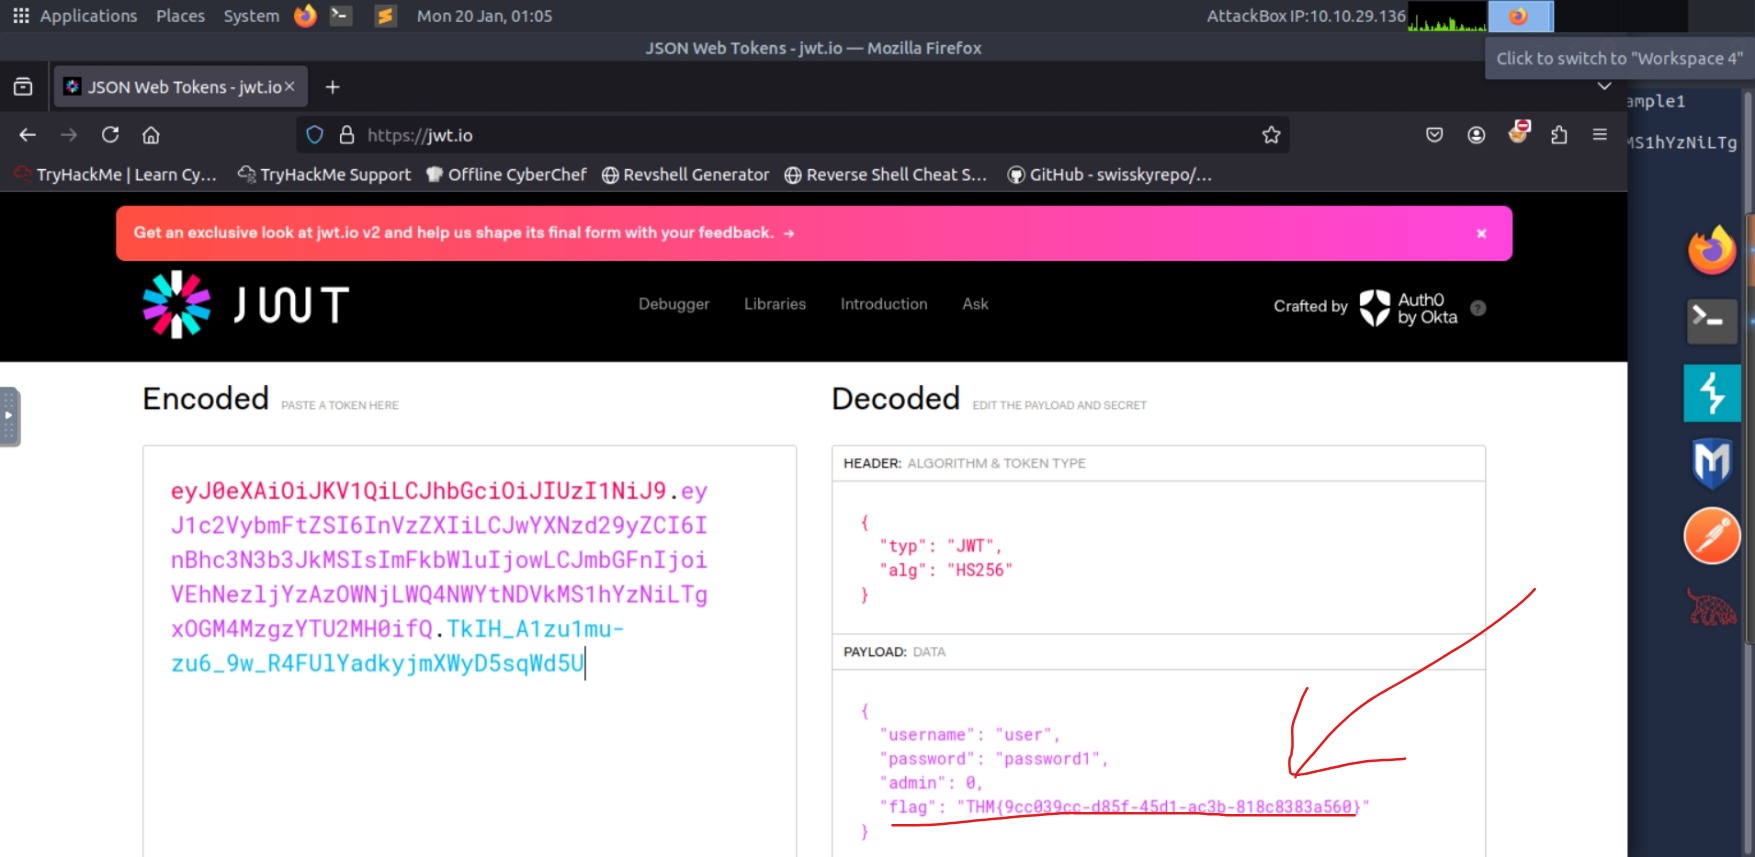 Applications Places System Mon 20 Jan, 01:05 AttackBox IP:10.10.29.136
JSON Web Tokens - jwt.io — Mozilla Firefox
Click to switch to "Workspace 4"
JSON Web Tokens - jwt.io
ample1
https://jwt.io
MS1hYzNiLTg
TryHackMe | Learn Cy... TryHackMe Support Offline CyberChef Revshell Generator Reverse Shell Cheat S... GitHub - swisskyrepo/...
Get an exclusive look at jwt.io v2 and help us shape its final form with your feedback. →
JWT Debugger Libraries Introduction Ask Crafted by Auth0
by Okta
Encoded PASTE A TOKEN HERE
Decoded EDIT THE PAYLOAD AND SECRET
eyJ0eXAiOiJKV1QiLCJhbGciOiJIUzI1NiJ9.ey
J1c2VybmFtZSI6InVzZXIiLCJwYXNzd29yZCI6I
nBhc3N3b3JkMSIsImFkbWluIjowLCJmbGFnIjoi
VEhNezljYzAzOWNjLWQ4NWYtNDVkMS1hYzNiLTg
xOGM4MzgzYTU2MH0ifQ.TkIH_A1zu1mu-
zu6_9w_R4FUlYadkyjmXWyD5sqWd5U
HEADER: ALGORITHM & TOKEN TYPE
{
"typ": "JWT",
"alg": "HS256"
}
PAYLOAD: DATA
{
"username": "user",
"password": "password1",
"admin": 0,
"flag": "THM{9cc039cc-d85f-45d1-ac3b-818c8383a560}"
}